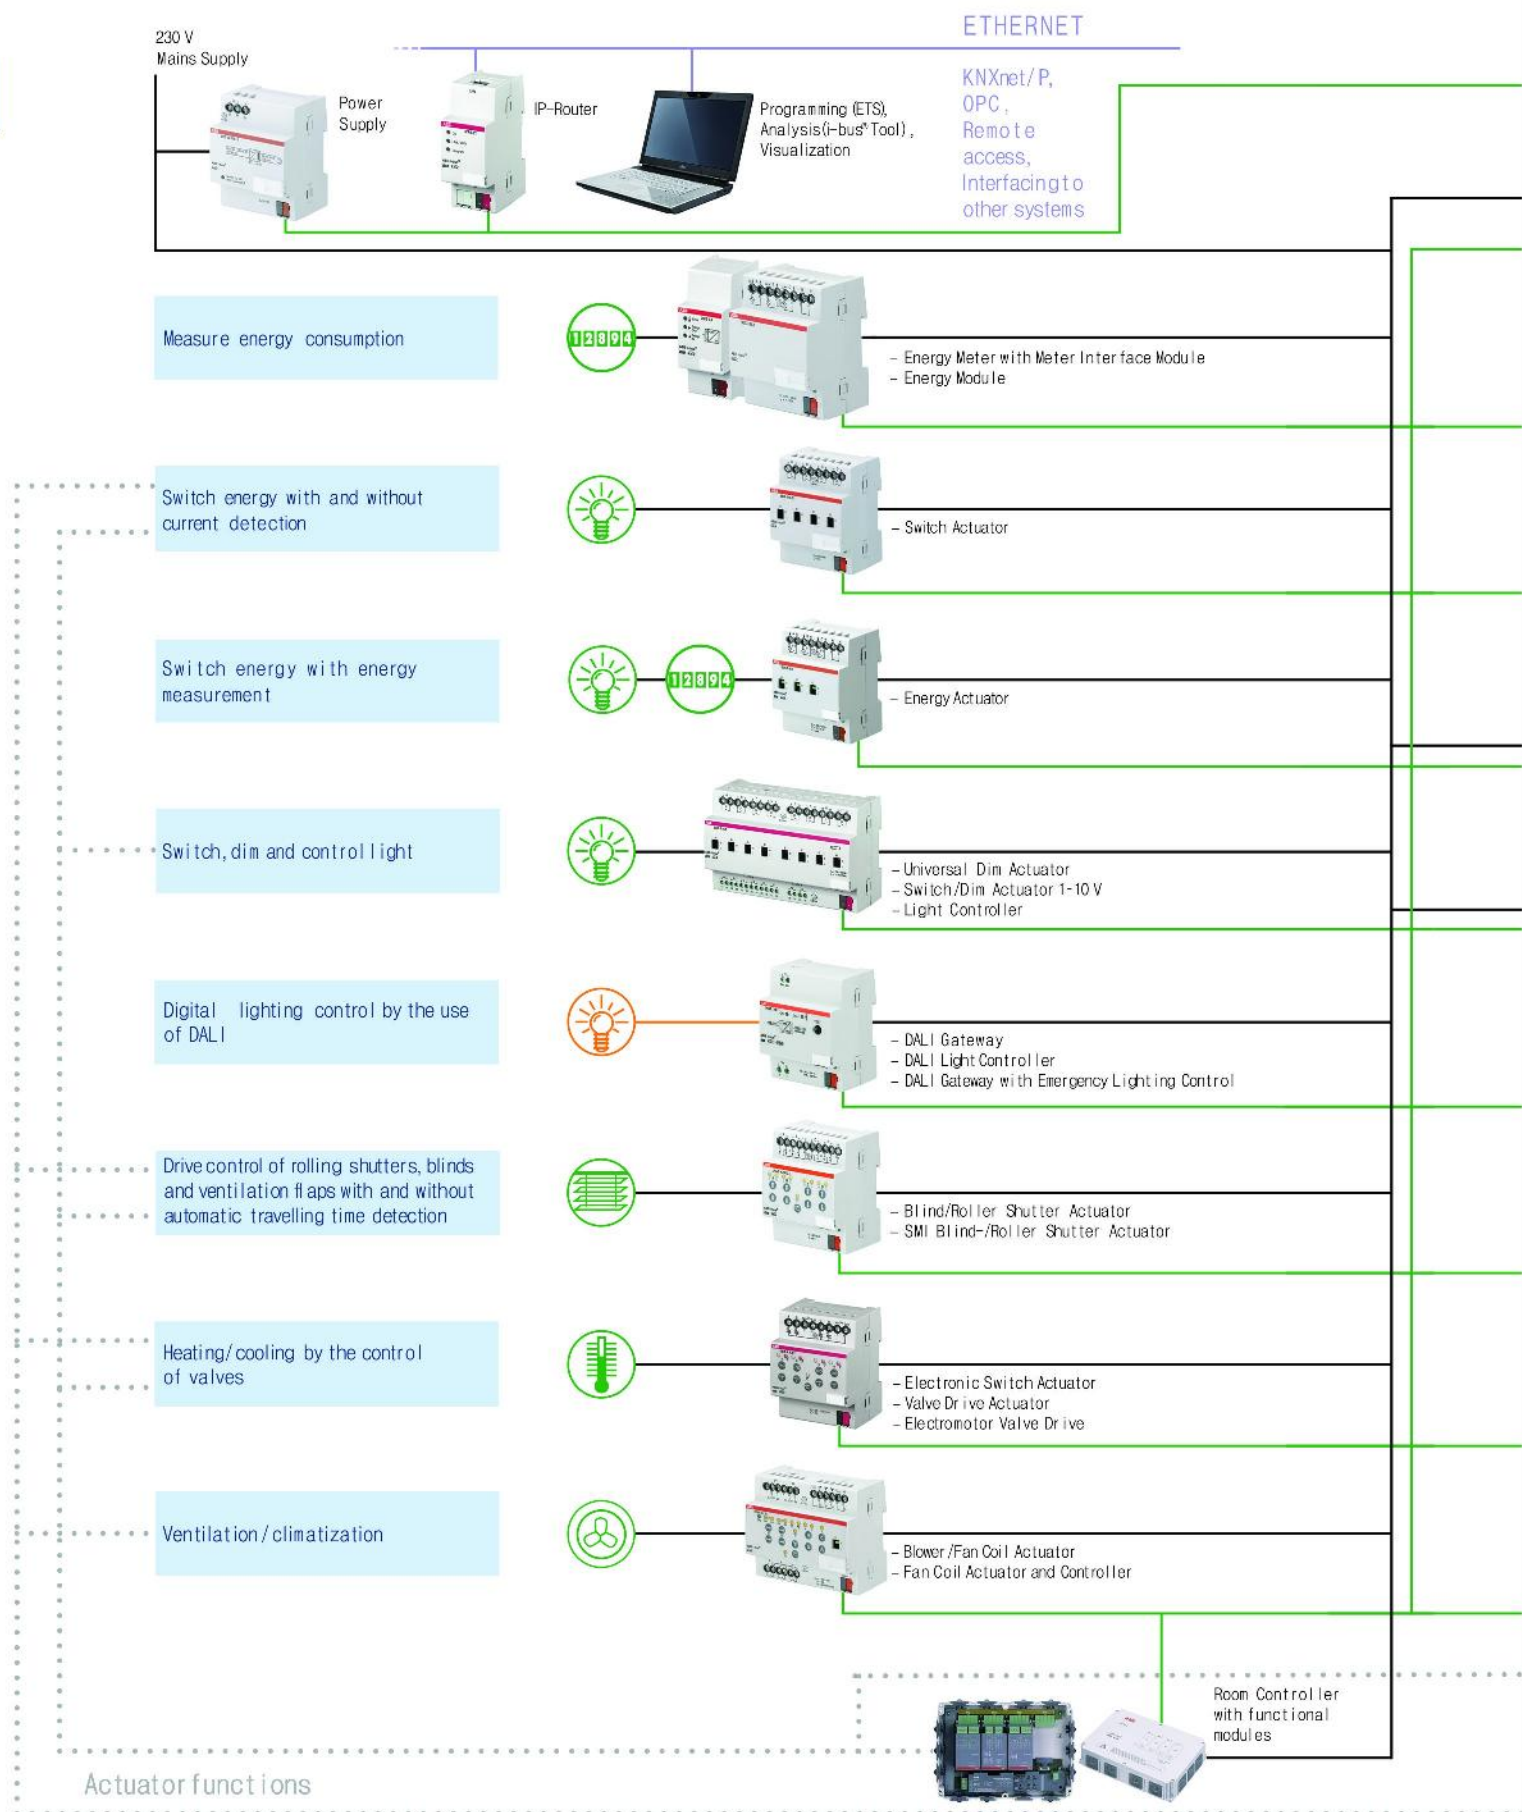 ETHERNET
230 V
Mains Supply
Power
Supply
IP-Router
Programming (ETS),
Analysis(i-bus® Tool),
Visualization
KNXnet/P,
OPC,
Remote
access,
Interfacing to
other systems
Measure energy consumption
12894
- Energy Meter with Meter Interface Module
- Energy Module
Switch energy with and without
current detection
- Switch Actuator
Switch energy with energy
measurement
12894
- Energy Actuator
Switch, dim and control light
- Universal Dim Actuator
- Switch/Dim Actuator 1-10 V
- Light Controller
Digital lighting control by the use
of DALI
- DALI Gateway
- DALI Light Controller
- DALI Gateway with Emergency Lighting Control
Drive control of rolling shutters, blinds
and ventilation flaps with and without
automatic travelling time detection
- Blind/Roller Shutter Actuator
- SMI Blind-/Roller Shutter Actuator
Heating/cooling by the control
of valves
- Electronic Switch Actuator
- Valve Drive Actuator
- Electromotor Valve Drive
Ventilation/climatization
- Blower/Fan Coil Actuator
- Fan Coil Actuator and Controller
Room Controller
with functional
modules
Actuator functions